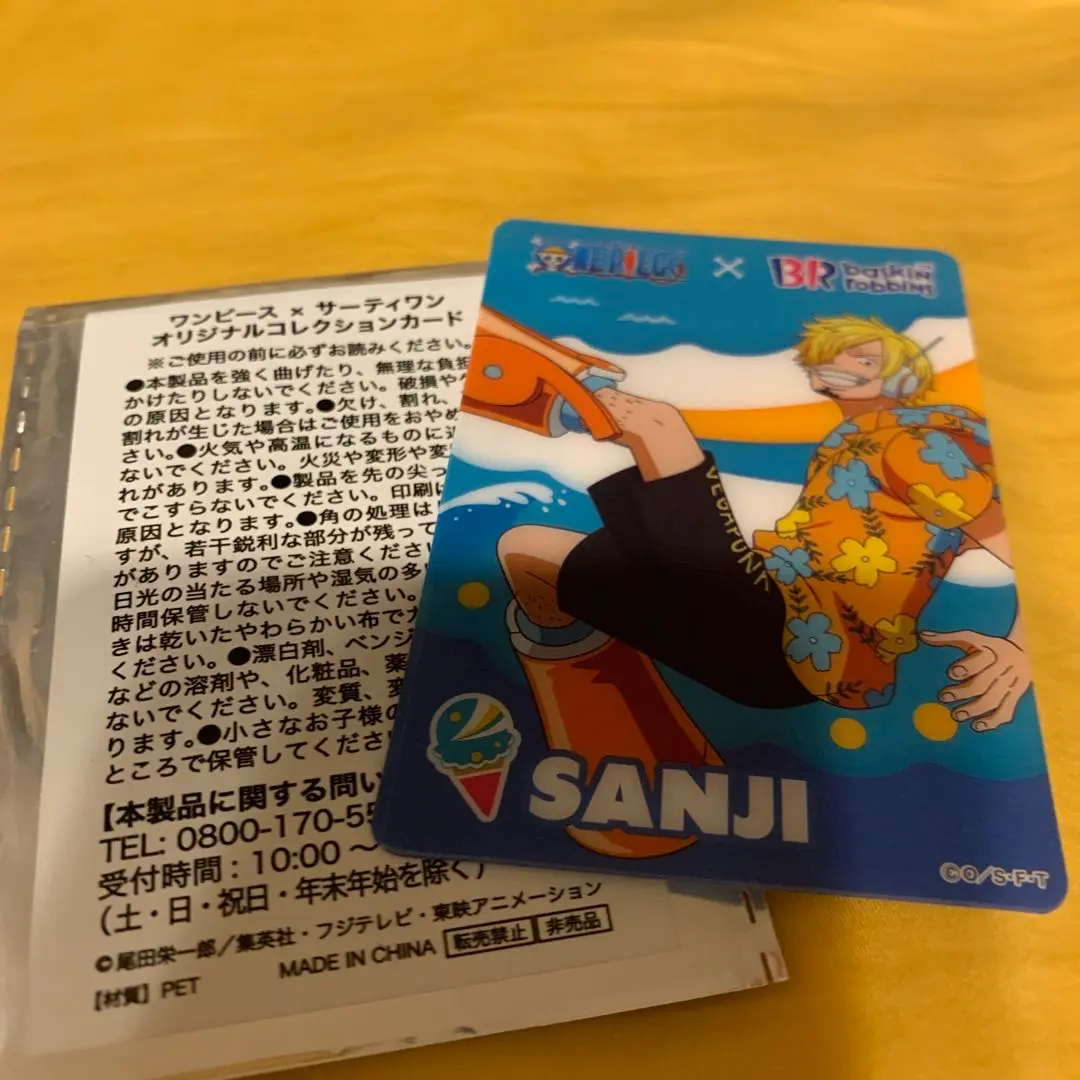 ワンピース × サーティワン
オリジナルコレクションカード
※ご使用の前に必ずお読みください。
●本製品を強く曲げたり、無理な負担
かけたりしないでください。破損や
の原因となります。●欠け、割れ、
割れが生じた場合はご使用をおやめ
さい。●火気や高温になるものに近
ないでください。火災や変形や変
れがあります。●製品を先の尖っ
でこすらないでください。印刷
原因となります。●角の処理は
すが、若干鋭利な部分が残って
がありますのでご注意ください
日光の当たる場所や湿気の多い
時間保管しないでください。
きは乾いたやわらかい布で
ください。●漂白剤、ベンジ
などの溶剤や、化粧品、薬
ないでください。変質、変
ります。●小さなお子様の
ところで保管してください
【本製品に関する問い
TEL: 0800-170-55
受付時間 : 10:00 ～
(土・日・祝日・年末年始を除く)
©尾田栄一郎／集英社・フジテレビ・東映アニメーション
MADE IN CHINA 転売禁止 非売品
【材質】PET
ONE PIECE × BR baskin robbins
VEGAPUNK
SANJI
©O/S・F・T